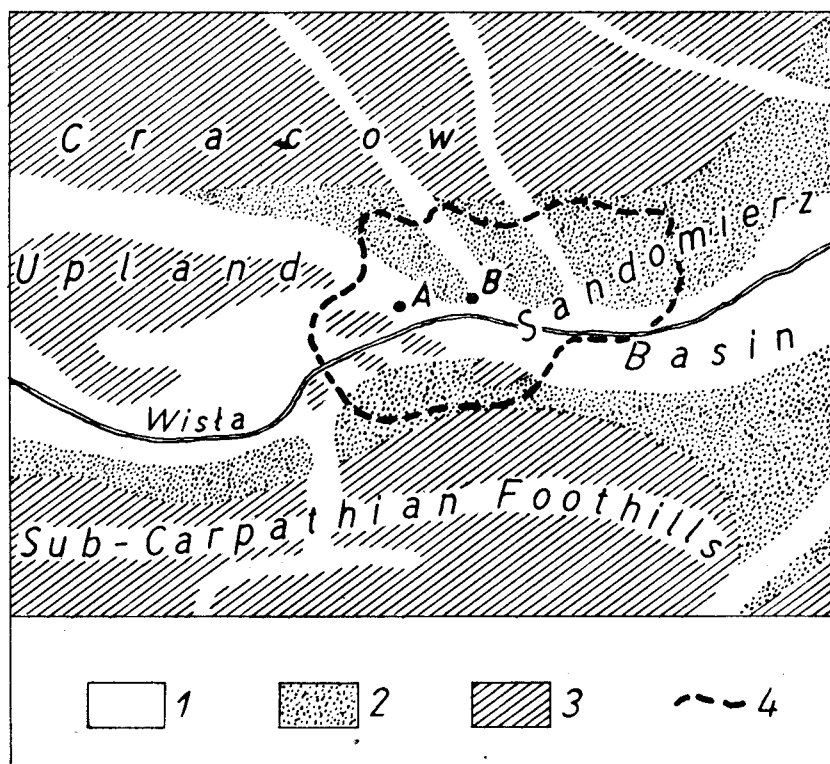 Cracow
Upland
Sandomierz
Basin
A
B
Wisła
Sub-Carpathian Foothills
1
2
3
4